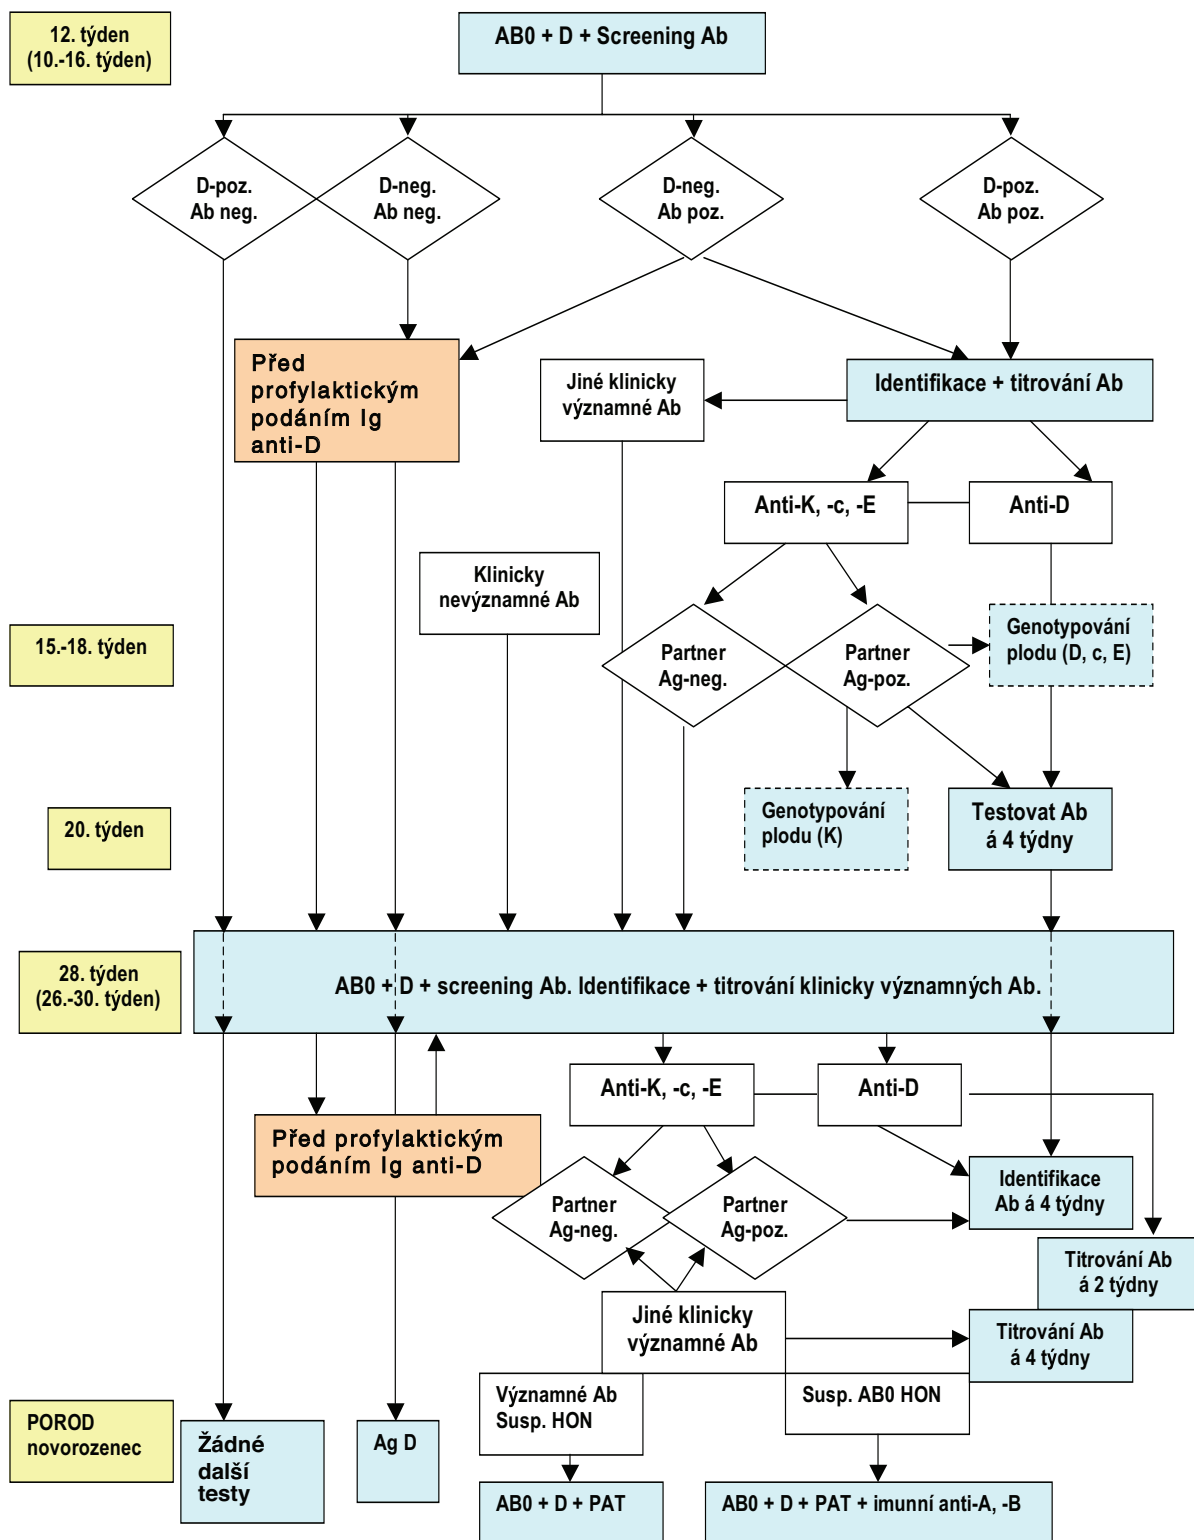 12. týden
(10.-16. týden)
AB0 + D + Screening Ab
D-poz.
Ab neg.
D-neg.
Ab neg.
D-neg.
Ab poz.
D-poz.
Ab poz.
Před
profylaktickým
podáním Ig
anti-D
Jiné klinicky
významné Ab
Identifikace + titrování Ab
Anti-K, -c, -E
Anti-D
Klinicky
nevýznamné Ab
15.-18. týden
Partner
Ag-neg.
Partner
Ag-poz.
Genotypování
plodu (D, c, E)
20. týden
Genotypování
plodu (K)
Testovat Ab
á 4 týdny
28. týden
(26.-30. týden)
AB0 + D + screening Ab. Identifikace + titrování klinicky významných Ab.
Anti-K, -c, -E
Anti-D
Před profylaktickým
podáním Ig anti-D
Partner
Ag-neg.
Partner
Ag-poz.
Identifikace
Ab á 4 týdny
Titrování Ab
á 2 týdny
Jiné klinicky
významné Ab
Titrování Ab
á 4 týdny
Významné Ab
Susp. HON
Susp. AB0 HON
POROD
novorozenec
Žádné
další
testy
Ag D
AB0 + D + PAT
AB0 + D + PAT + imunní anti-A, -B